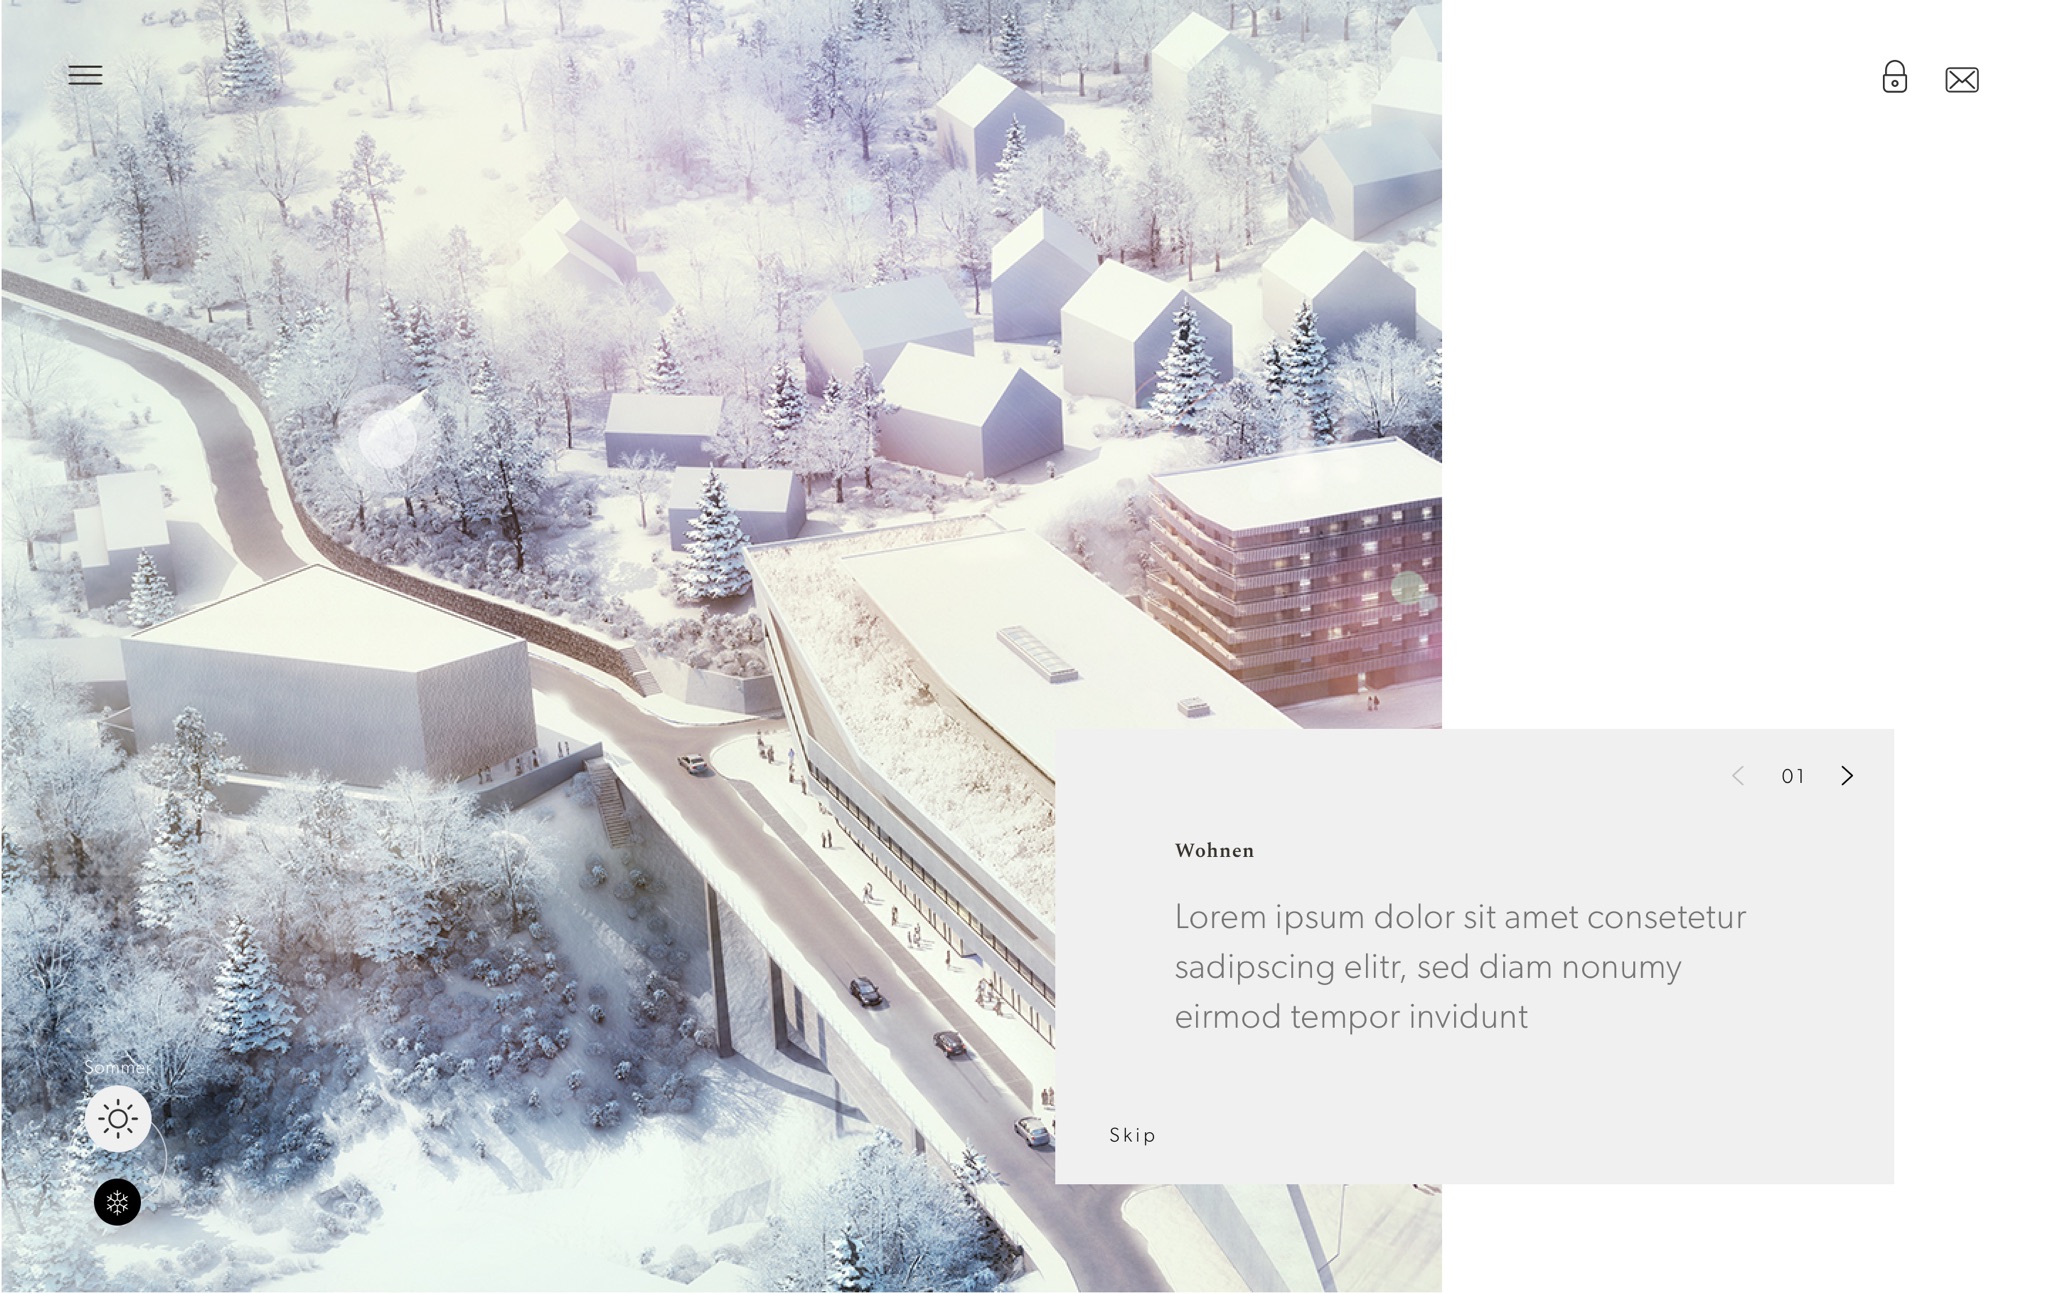 01
Wohnen
Lorem ipsum dolor sit amet consetetur
sadipscing elitr, sed diam nonumy
eirmod tempor invidunt
Skip
Sommer